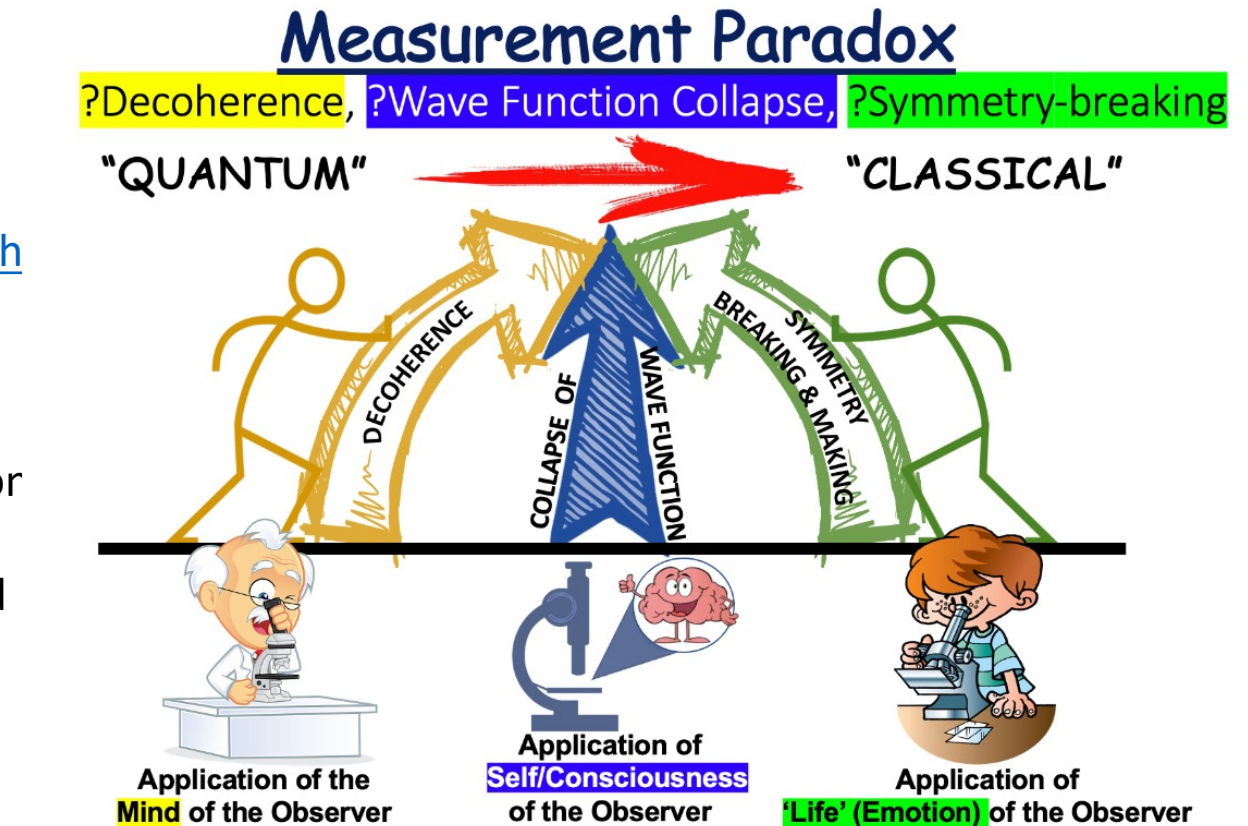 Measurement Paradox
?Decoherence, ?Wave Function Collapse, ?Symmetry-breaking
"QUANTUM"
"CLASSICAL"
h
DECOHERENCE
COLLAPSE OF
WAVE FUNCTION
BREAKING & MAKING
SYMMETRY
or
Application of the
Mind of the Observer
Application of
Self/Consciousness
of the Observer
Application of
'Life' (Emotion) of the Observer